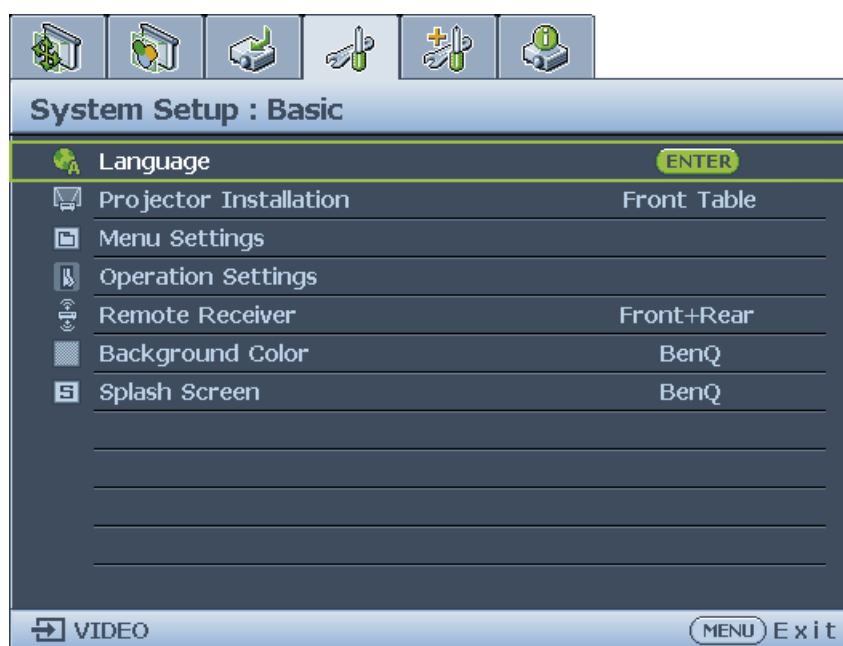 System Setup : Basic
Language ENTER
Projector Installation Front Table
Menu Settings
Operation Settings
Remote Receiver Front+Rear
Background Color BenQ
Splash Screen BenQ
VIDEO MENU Exit